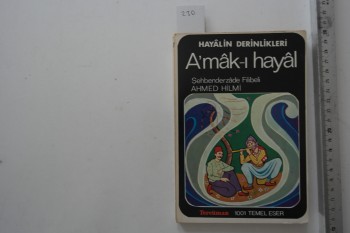 HAYÂLİN DERİNLİKLERİ
A'mâk-ı hayâl
Şehbenderzâde Filibeli
AHMED HİLMİ
Tercüman 1001 TEMEL ESER